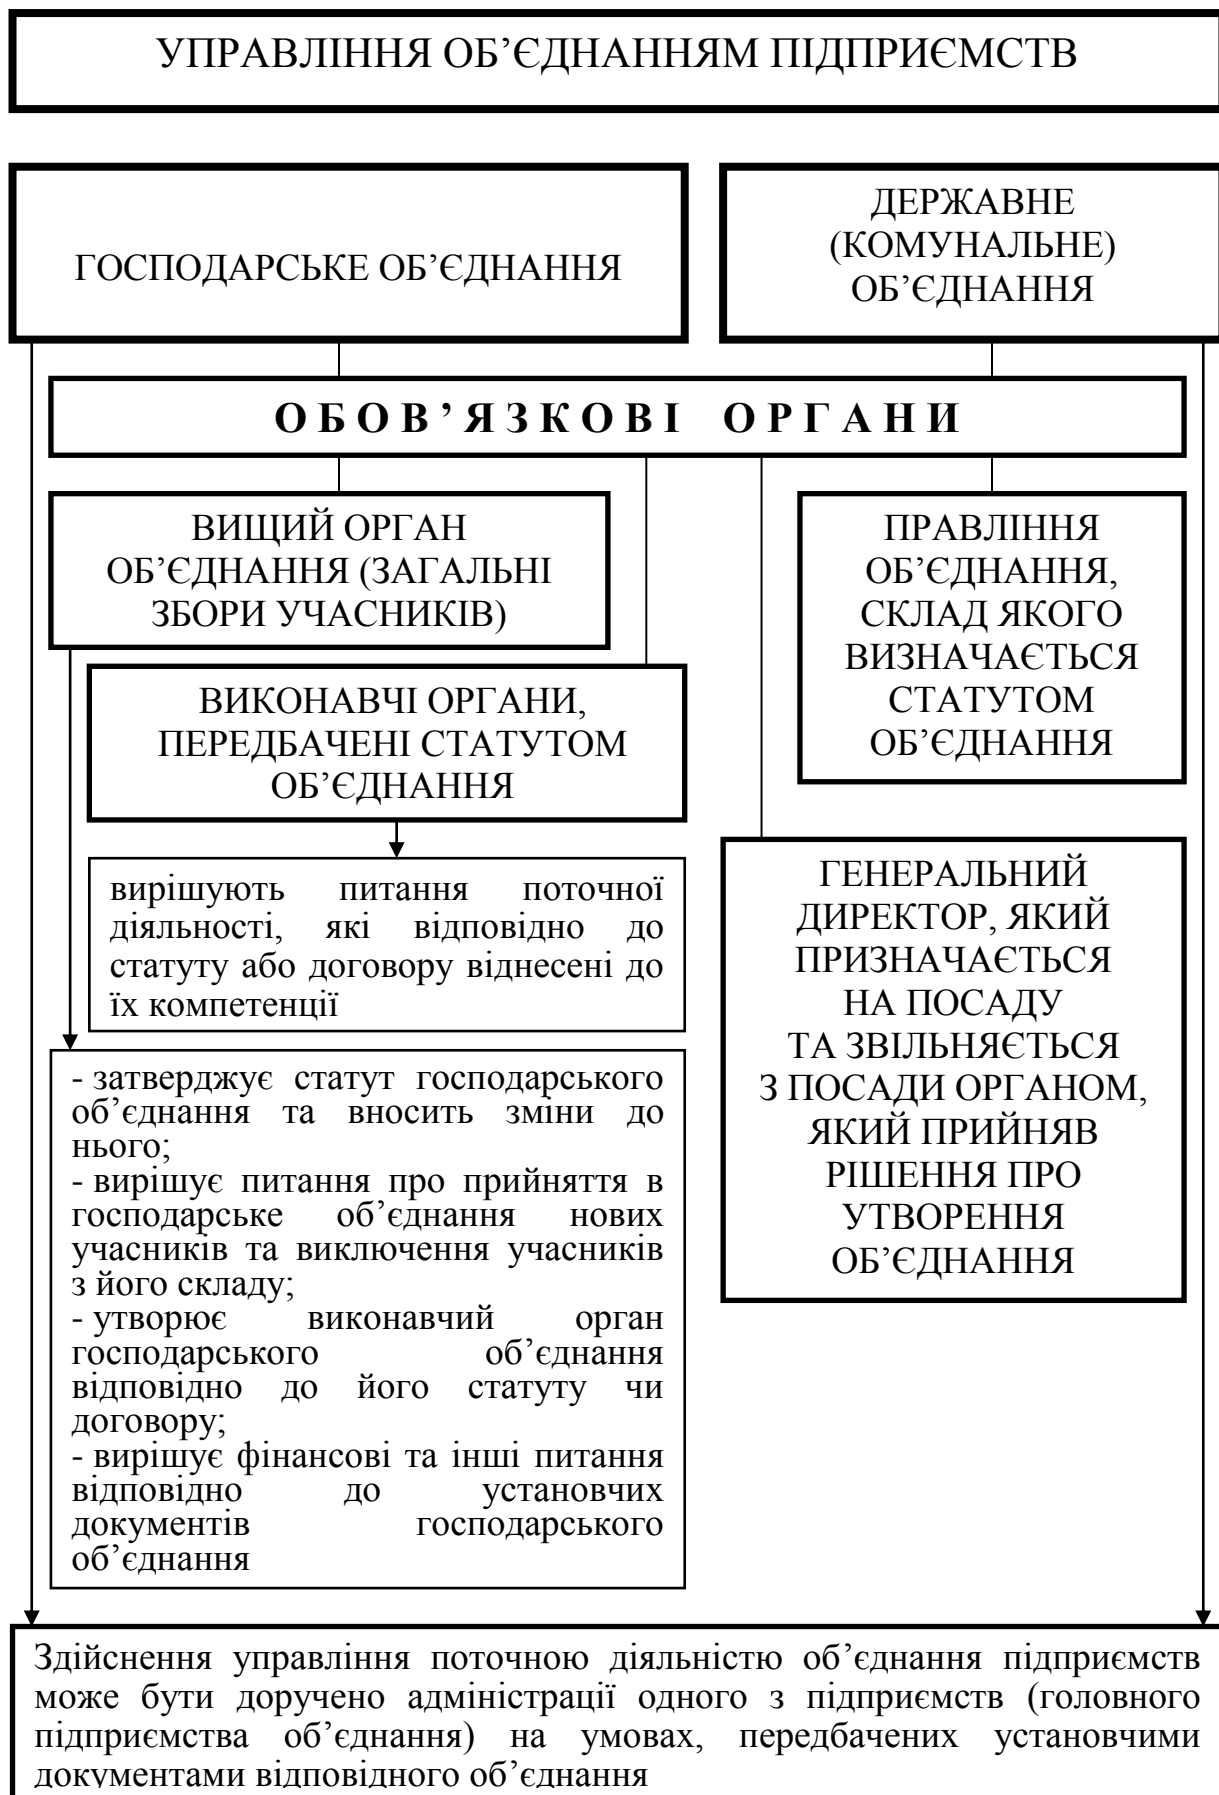 УПРАВЛІННЯ ОБ’ЄДНАННЯМ ПІДПРИЄМСТВ
ГОСПОДАРСЬКЕ ОБ’ЄДНАННЯ
ДЕРЖАВНЕ
(КОМУНАЛЬНЕ)
ОБ’ЄДНАННЯ
О Б О В ’ Я З К О В І О Р Г А Н И
ВИЩИЙ ОРГАН
ОБ’ЄДНАННЯ (ЗАГАЛЬНІ
ЗБОРИ УЧАСНИКІВ)
ВИКОНАВЧІ ОРГАНИ,
ПЕРЕДБАЧЕНІ СТАТУТОМ
ОБ’ЄДНАННЯ
вирішують питання поточної
діяльності, які відповідно до
статуту або договору віднесені до
їх компетенції
- затверджує статут господарського
об’єднання та вносить зміни до
нього;
- вирішує питання про прийняття в
господарське об’єднання нових
учасників та виключення учасників
з його складу;
- утворює виконавчий орган
господарського об’єднання
відповідно до його статуту чи
договору;
- вирішує фінансові та інші питання
відповідно до установчих
документів господарського
об’єднання
ПРАВЛІННЯ
ОБ’ЄДНАННЯ,
СКЛАД ЯКОГО
ВИЗНАЧАЄТЬСЯ
СТАТУТОМ
ОБ’ЄДНАННЯ
ГЕНЕРАЛЬНИЙ
ДИРЕКТОР, ЯКИЙ
ПРИЗНАЧАЄТЬСЯ
НА ПОСАДУ
ТА ЗВІЛЬНЯЄТЬСЯ
З ПОСАДИ ОРГАНОМ,
ЯКИЙ ПРИЙНЯВ
РІШЕННЯ ПРО
УТВОРЕННЯ
ОБ’ЄДНАННЯ
Здійснення управління поточною діяльністю об’єднання підприємств
може бути доручено адміністрації одного з підприємств (головного
підприємства об’єднання) на умовах, передбачених установчими
документами відповідного об’єднання